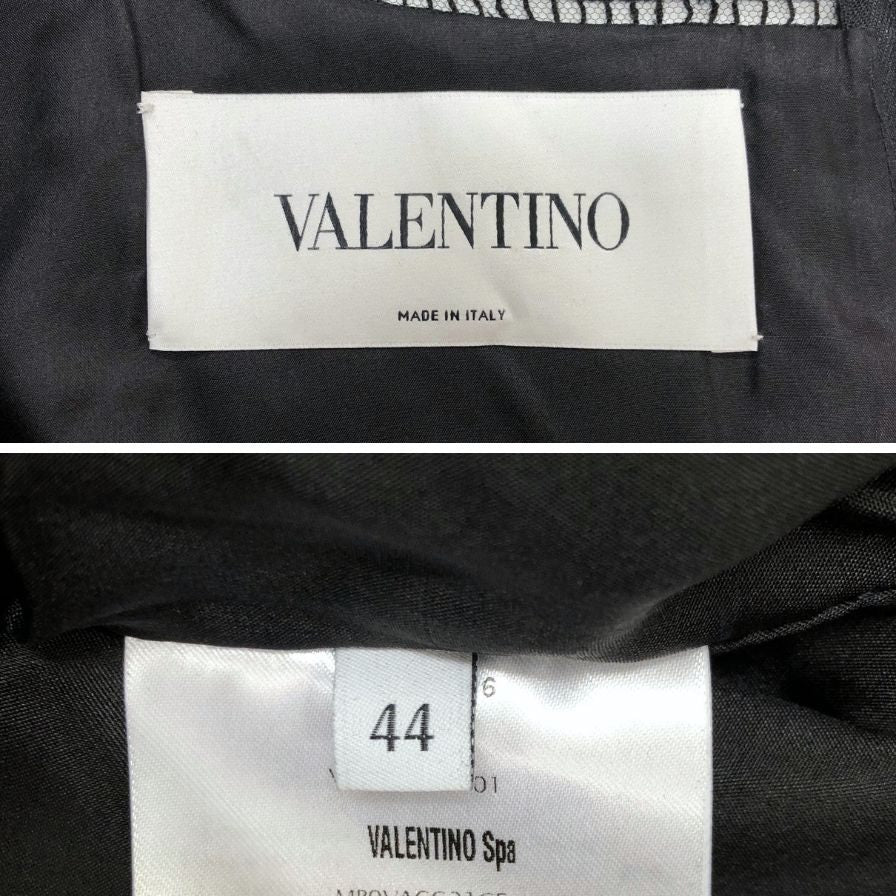 VALENTINO
MADE IN ITALY
6
44
01
VALENTINO Spa